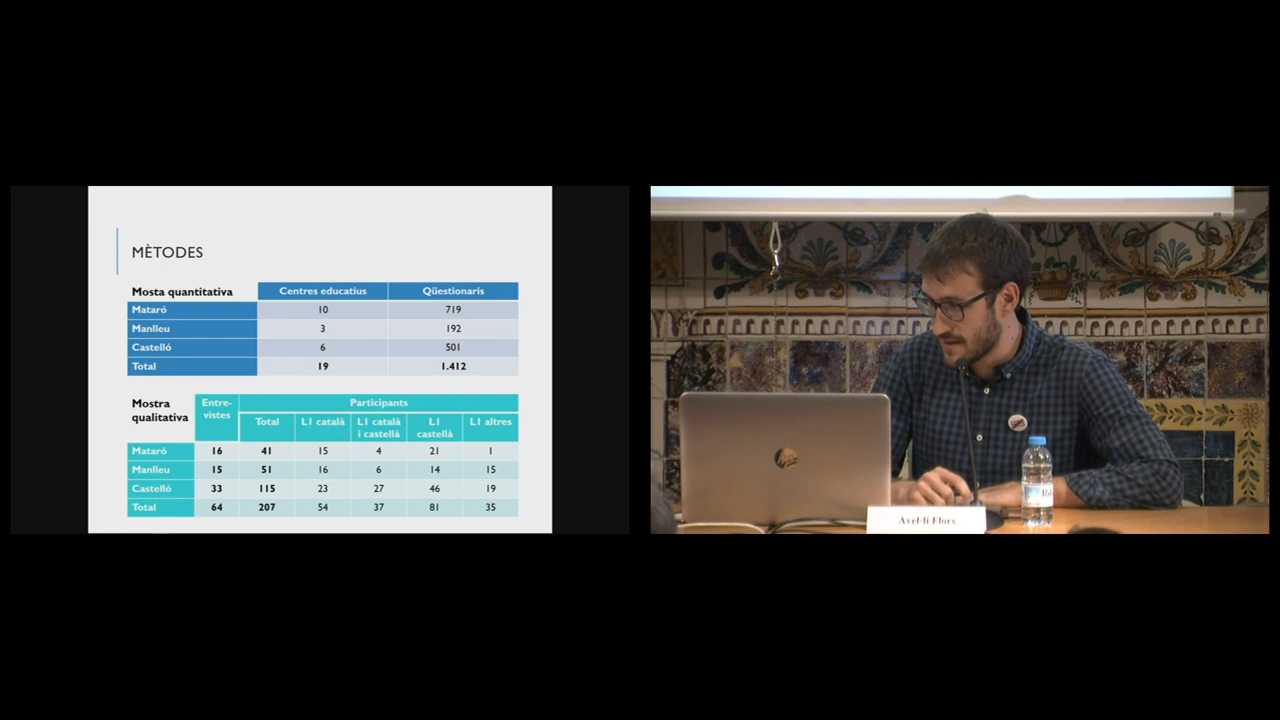 MÈTODES
Mosta quantitativa Centres educatius Qüestionaris
Mataró 10 719
Manlleu 3 192
Castelló 6 501
Total 19 1.412
Mostra qualitativa Entre-vistes Participants
Total L1 català L1 català i castellà L1 castellà L1 altres
Mataró 16 41 15 4 21 1
Manlleu 15 51 16 6 14 15
Castelló 33 115 23 27 46 19
Total 64 207 54 37 81 35
Avel·lí Flors